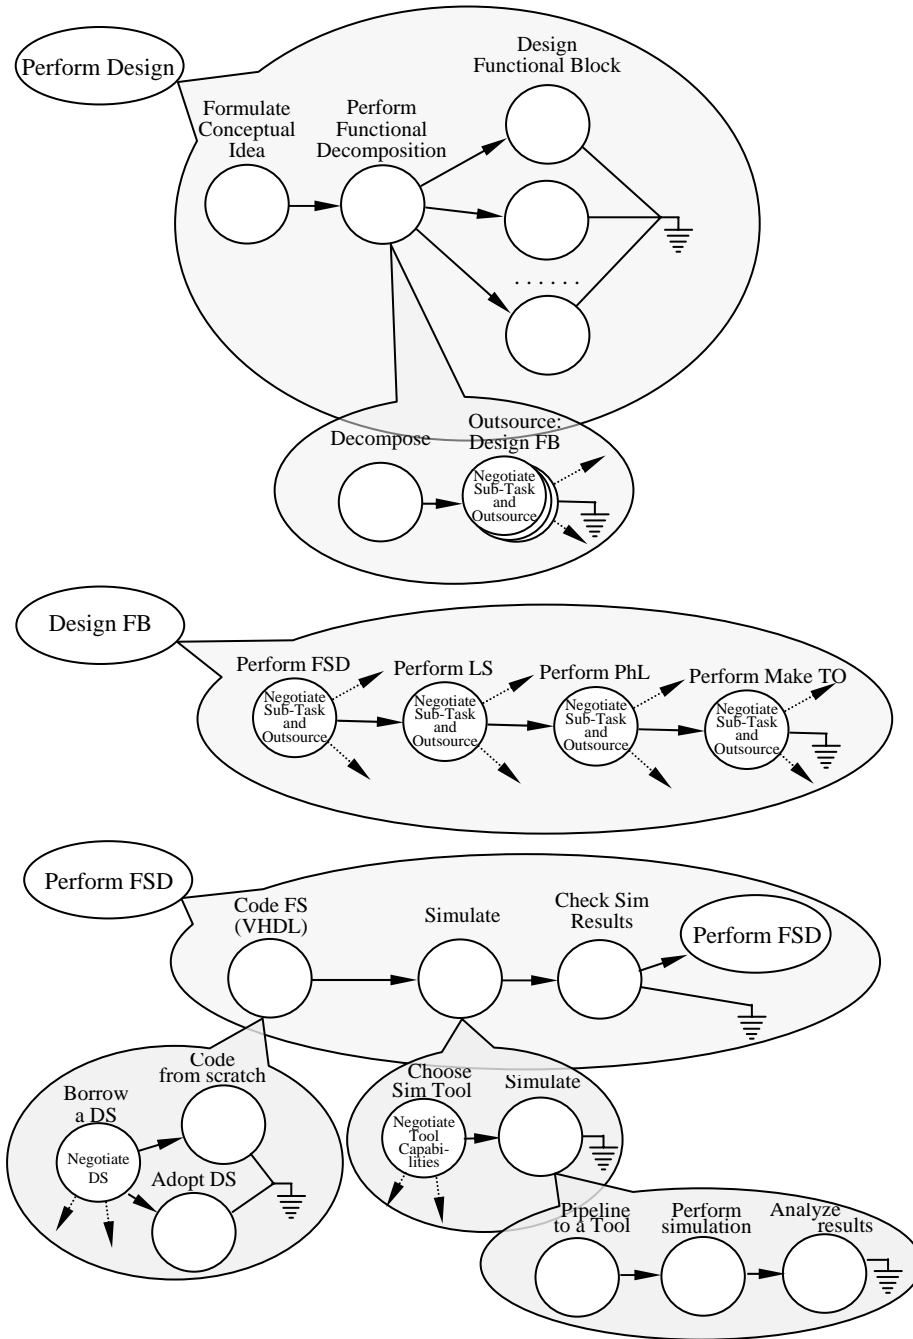 Perform Design
Design
Functional Block
Formulate
Conceptual
Idea
Perform
Functional
Decomposition
. . . . . .
Decompose
Outsource:
Design FB
Negotiate
Sub-Task
and
Outsource
Design FB
Perform FSD
Negotiate
Sub-Task
and
Outsource
Perform LS
Negotiate
Sub-Task
and
Outsource
Perform PhL
Negotiate
Sub-Task
and
Outsource
Perform Make TO
Negotiate
Sub-Task
and
Outsource
Perform FSD
Code FS
(VHDL)
Simulate
Check Sim
Results
Perform FSD
Code
from scratch
Borrow
a DS
Negotiate
DS
Adopt DS
Choose
Sim Tool
Negotiate
Tool
Capabi-
lities
Simulate
Pipeline
to a Tool
Perform
simulation
Analyze
results